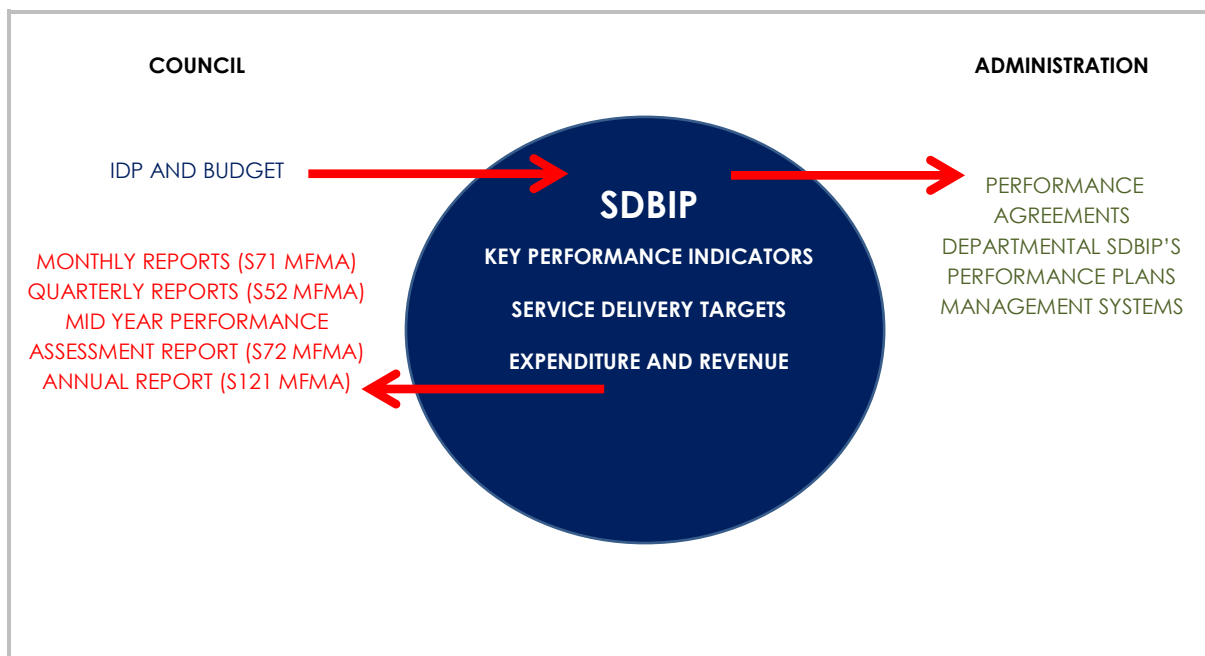 COUNCIL
ADMINISTRATION
IDP AND BUDGET
MONTHLY REPORTS (S71 MFMA)
QUARTERLY REPORTS (S52 MFMA)
MID YEAR PERFORMANCE
ASSESSMENT REPORT (S72 MFMA)
ANNUAL REPORT (S121 MFMA)
SDBIP
KEY PERFORMANCE INDICATORS
SERVICE DELIVERY TARGETS
EXPENDITURE AND REVENUE
PERFORMANCE
AGREEMENTS
DEPARTMENTAL SDBIP’S
PERFORMANCE PLANS
MANAGEMENT SYSTEMS